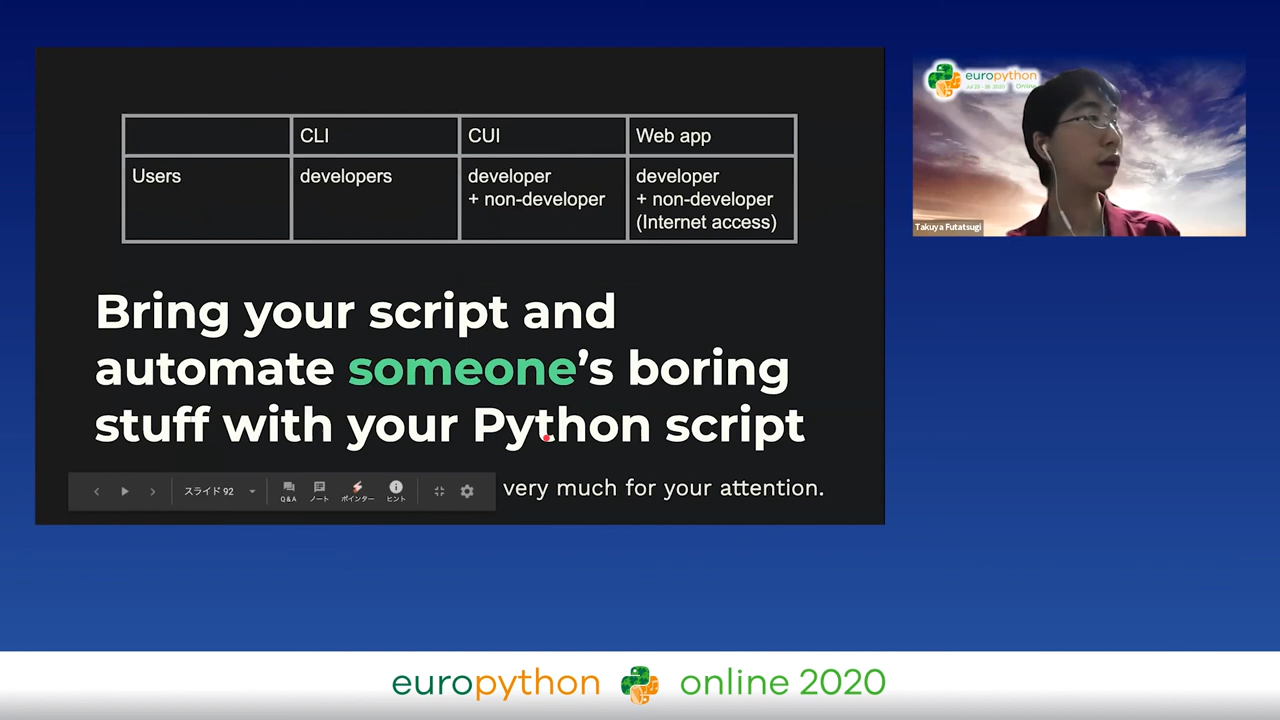 CLI
CUI
Web app
Users
developers
developer
+ non-developer
developer
+ non-developer
(Internet access)
Bring your script and
automate someone's boring
stuff with your Python script
スライド 92
Q&A
ノート
ポインター
ヒント
very much for your attention.
europython
Online
Takuya Futatsugi
europython online 2020